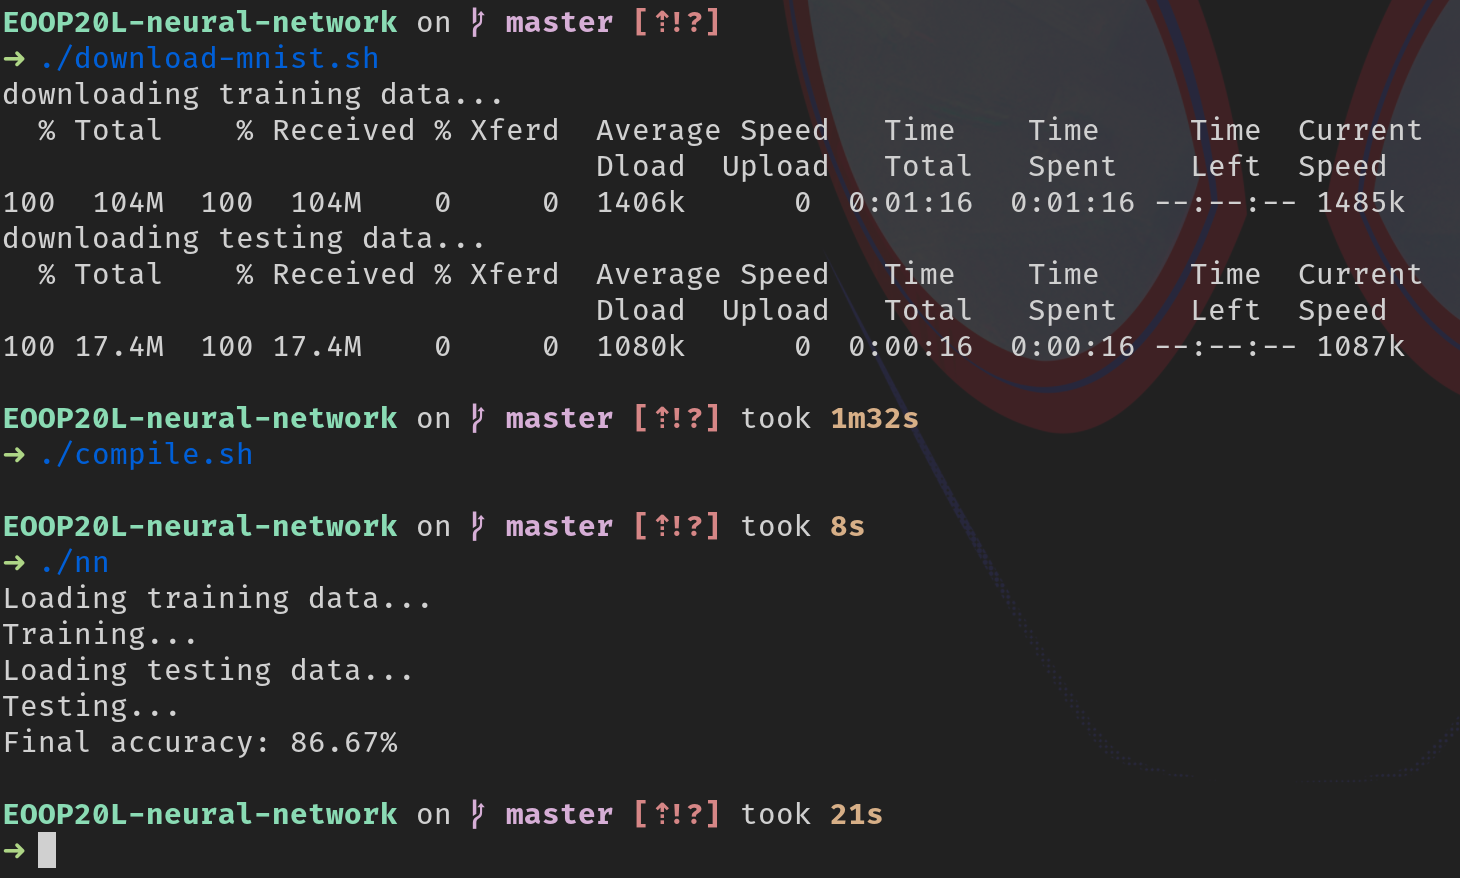 EOOP20L-neural-network on master [⇡!?]
➜ ./download-mnist.sh
downloading training data...
  % Total    % Received % Xferd  Average Speed   Time    Time     Time  Current
                                 Dload  Upload   Total   Spent    Left  Speed
100  104M  100  104M    0     0  1406k      0  0:01:16  0:01:16 --:--:-- 1485k
downloading testing data...
  % Total    % Received % Xferd  Average Speed   Time    Time     Time  Current
                                 Dload  Upload   Total   Spent    Left  Speed
100 17.4M  100 17.4M    0     0  1080k      0  0:00:16  0:00:16 --:--:-- 1087k
EOOP20L-neural-network on master [⇡!?] took 1m32s
➜ ./compile.sh
EOOP20L-neural-network on master [⇡!?] took 8s
➜ ./nn
Loading training data...
Training...
Loading testing data...
Testing...
Final accuracy: 86.67%
EOOP20L-neural-network on master [⇡!?] took 21s
➜